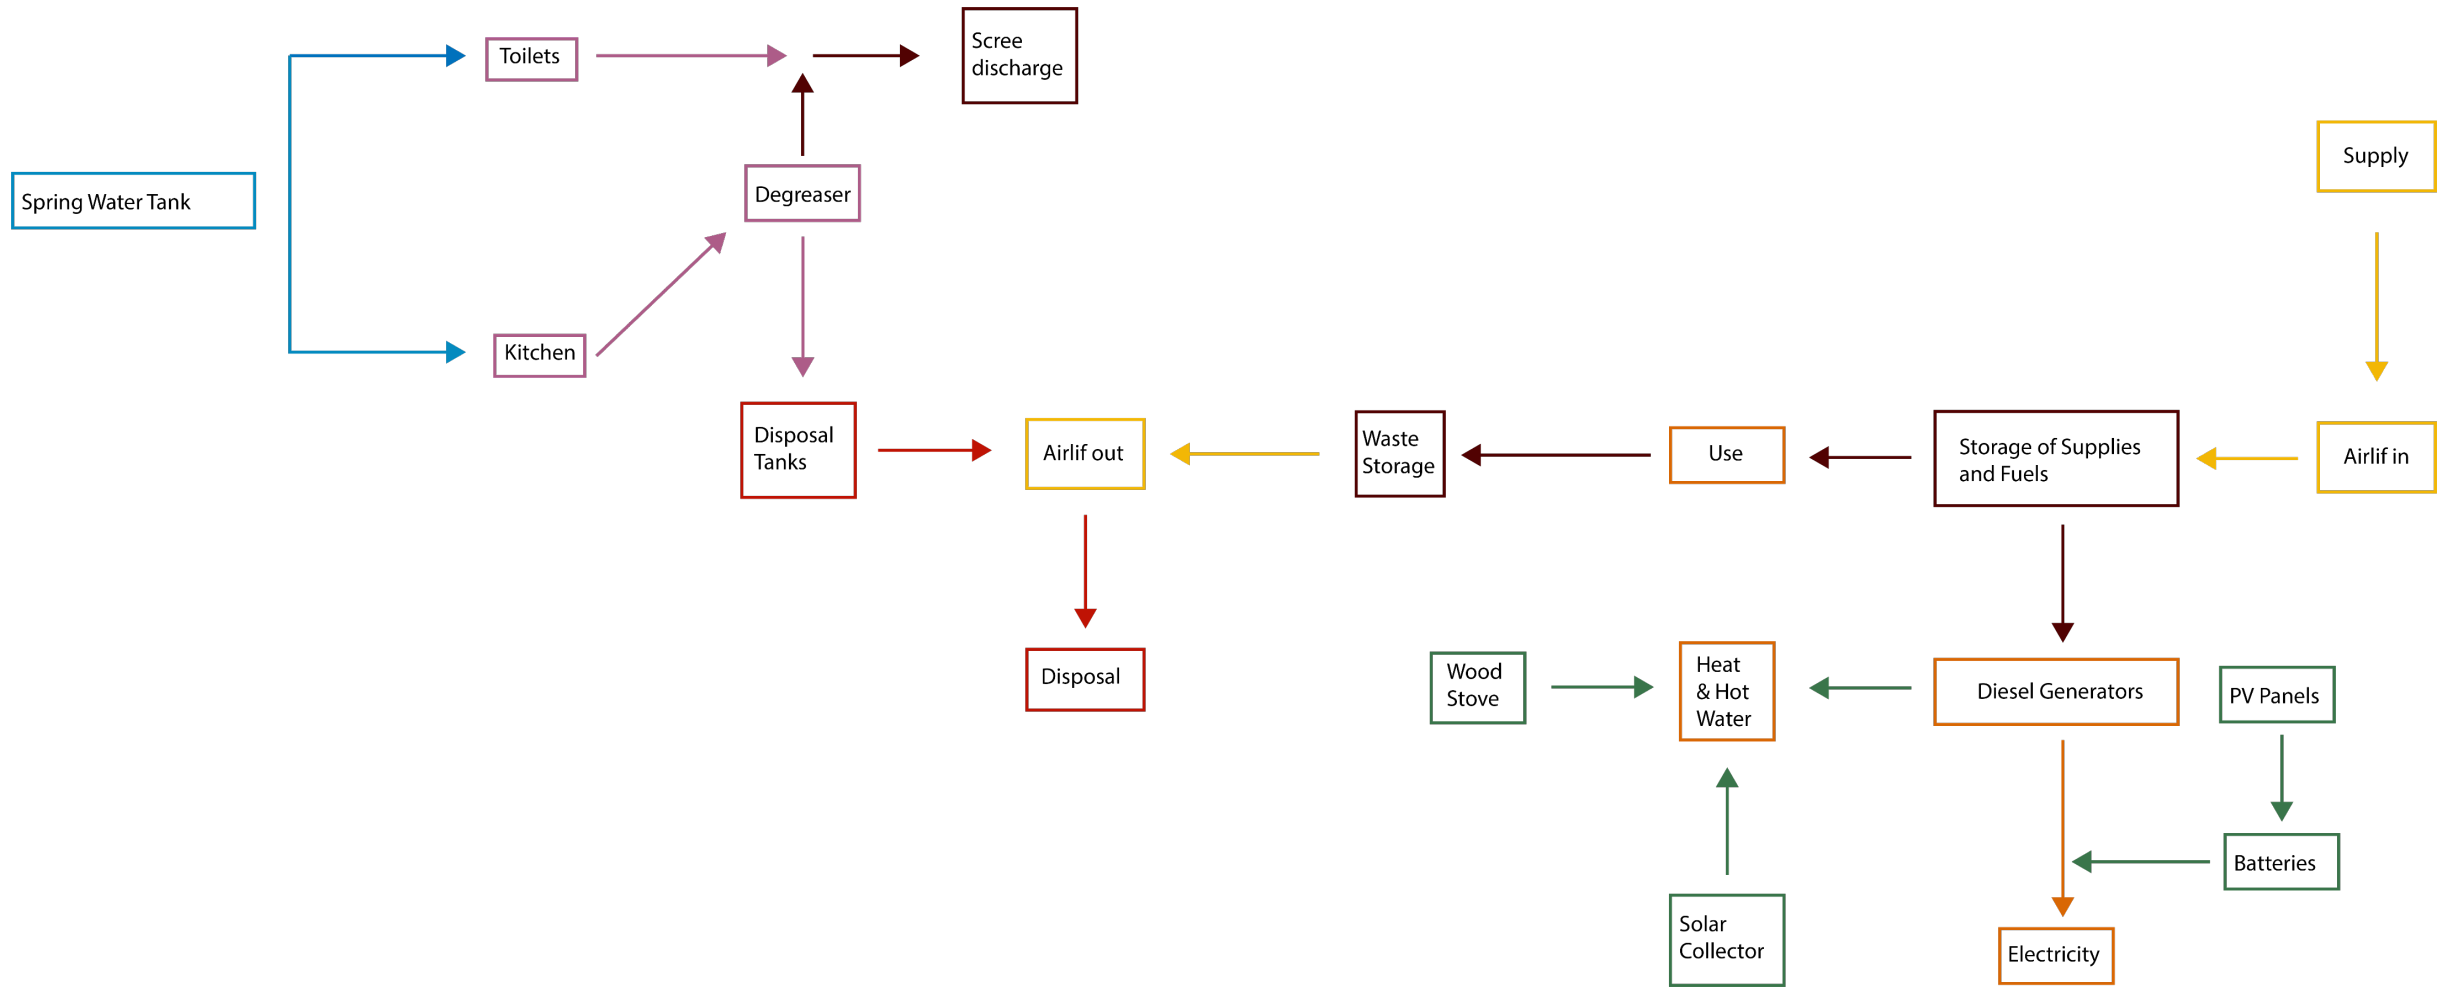 Toilets
Scree
discharge
Supply
Spring Water Tank
Degreaser
Kitchen
Disposal
Tanks
Airlif out
Waste
Storage
Use
Storage of Supplies
and Fuels
Airlif in
Disposal
Wood
Stove
Heat
& Hot
Water
Diesel Generators
PV Panels
Batteries
Solar
Collector
Electricity